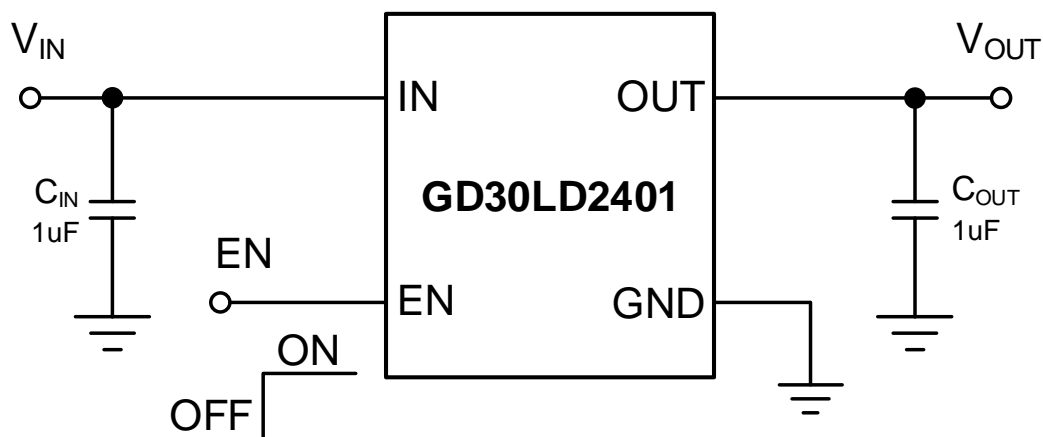 VIN
VOUT
IN
OUT
GD30LD2401
CIN
1uF
COUT
1uF
EN
EN
GND
ON
OFF